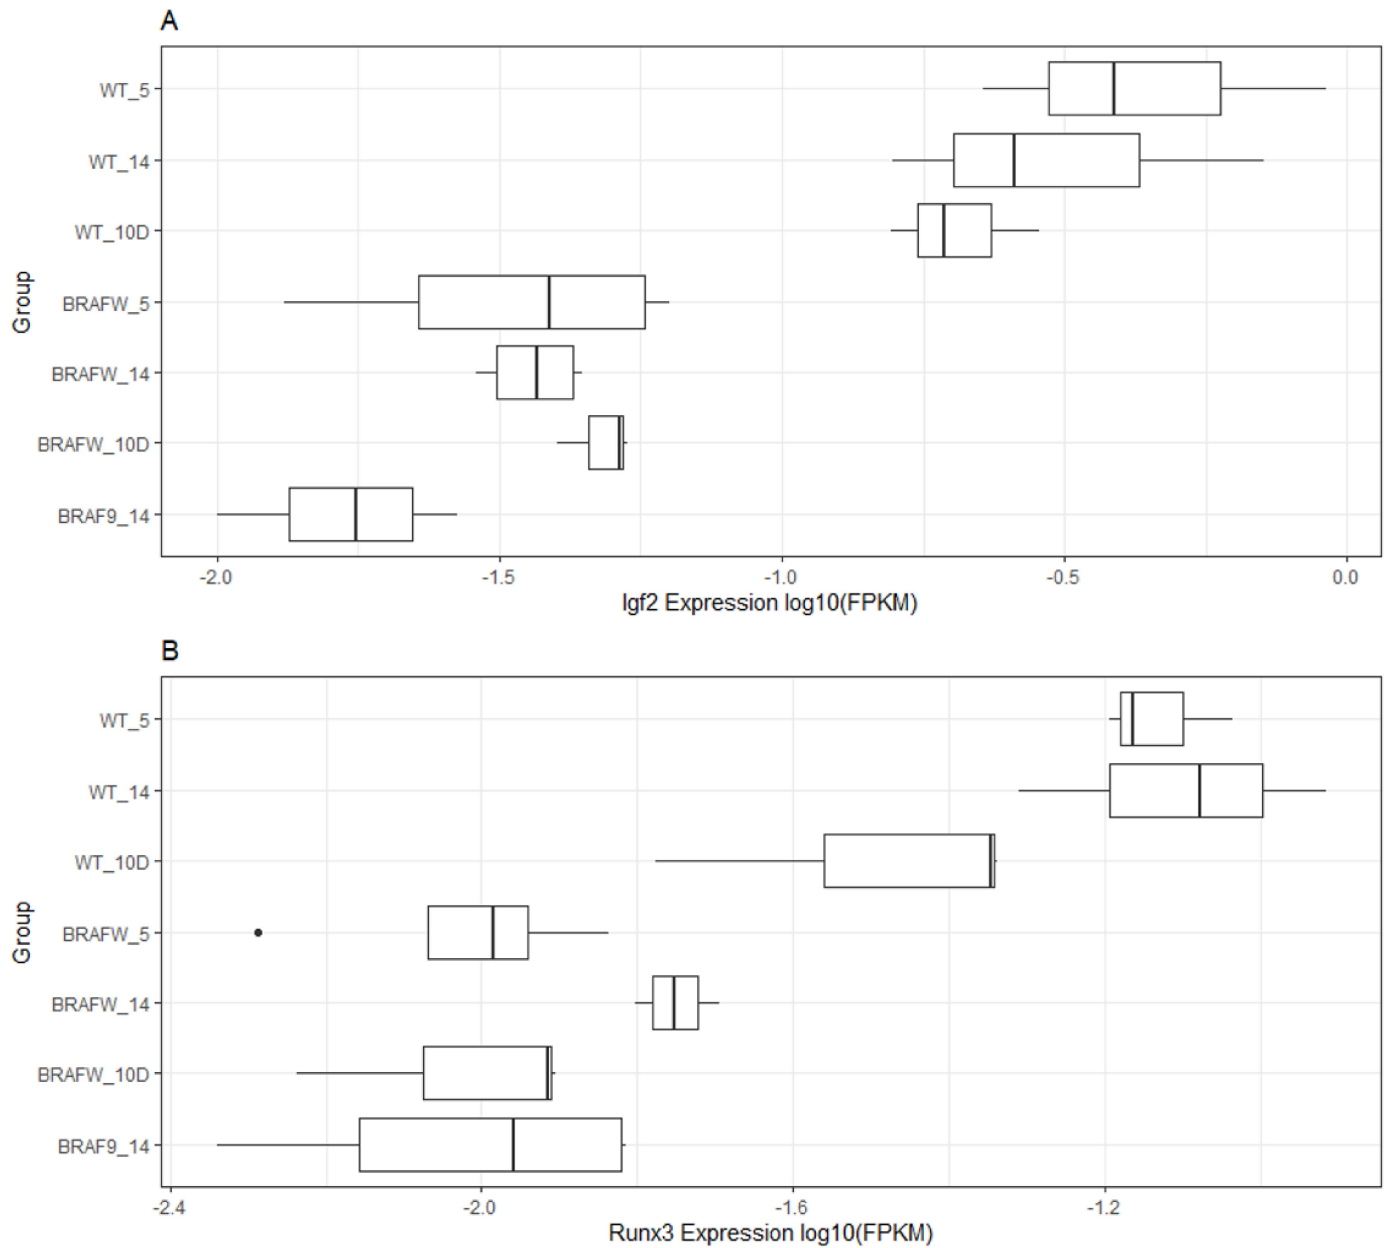 A
WT_5
WT_14
WT_10D
BRAFW_5
BRAFW_14
BRAFW_10D
BRAF9_14
Group
-2.0 -1.5 -1.0 -0.5 0.0
Igf2 Expression log10(FPKM)
B
WT_5
WT_14
WT_10D
BRAFW_5
BRAFW_14
BRAFW_10D
BRAF9_14
Group
-2.4 -2.0 -1.6 -1.2
Runx3 Expression log10(FPKM)